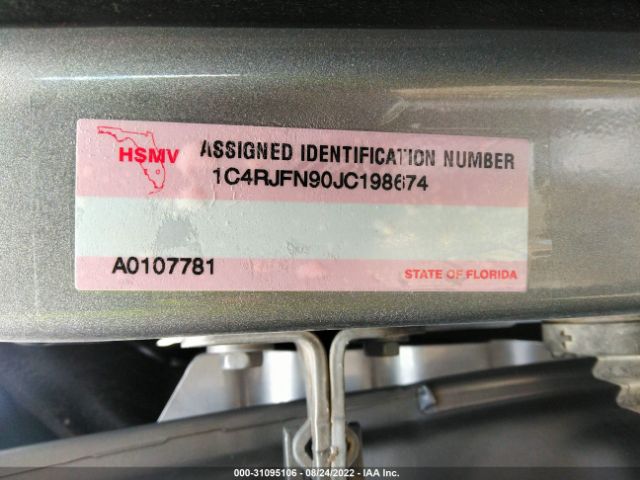 HSMV
ASSIGNED IDENTIFICATION NUMBER
1C4RJFN90JC198674
A0107781
STATE OF FLORIDA
000-31095106 - 08/24/2022 - IAA Inc.